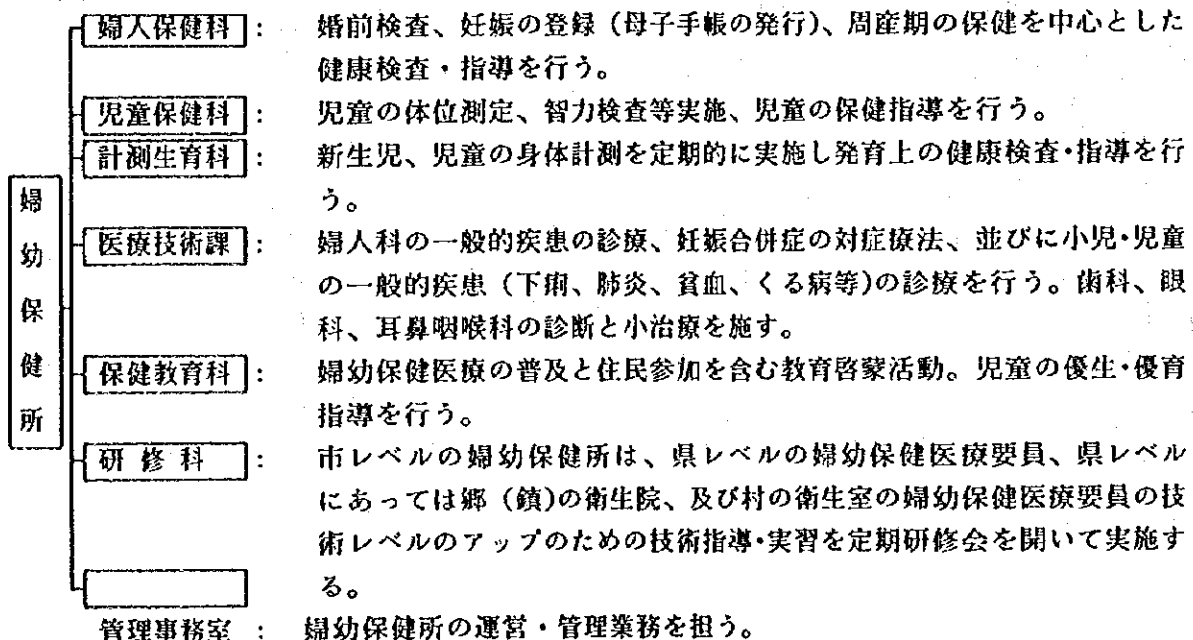 婦人保健科 : 婚前検査、妊娠の登録（母子手帳の発行）、周産期の保健を中心とした
健康検査・指導を行う。
児童保健科 : 児童の体位測定、智力検査等実施、児童の保健指導を行う。
計測生育科 : 新生児、児童の身体計測を定期的に実施し発育上の健康検査・指導を行
う。
婦幼保健所
医療技術課 : 婦人科の一般的疾患の診療、妊娠合併症の対症療法、並びに小児・児童
の一般的疾患（下痢、肺炎、貧血、くる病等）の診療を行う。歯科、眼
科、耳鼻咽喉科の診断と小治療を施す。
保健教育科 : 婦幼保健医療の普及と住民参加を含む教育啓蒙活動。児童の優生・優育
指導を行う。
研修科 : 市レベルの婦幼保健所は、県レベルの婦幼保健医療要員、県レベル
にあっては郷（鎮）の衛生院、及び村の衛生室の婦幼保健医療要員の技
術レベルのアップのための技術指導・実習を定期研修会を開いて実施す
る。
管理事務室 : 婦幼保健所の運営・管理業務を担う。